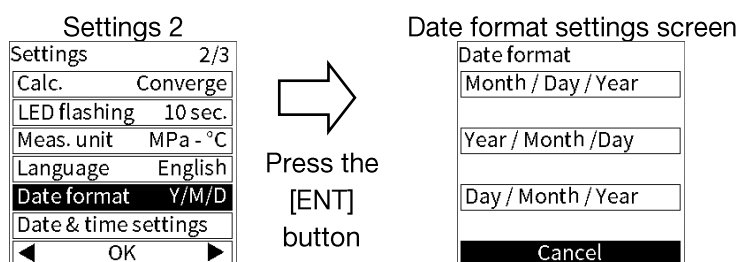 Settings 2
Settings 2/3
Calc. Converge
LED flashing 10 sec.
Meas. unit MPa - °C
Language English
Date format Y/M/D
Date & time settings
◀ OK ▶
Press the
[ENT]
button
Date format settings screen
Date format
Month / Day / Year
Year / Month /Day
Day / Month / Year
Cancel